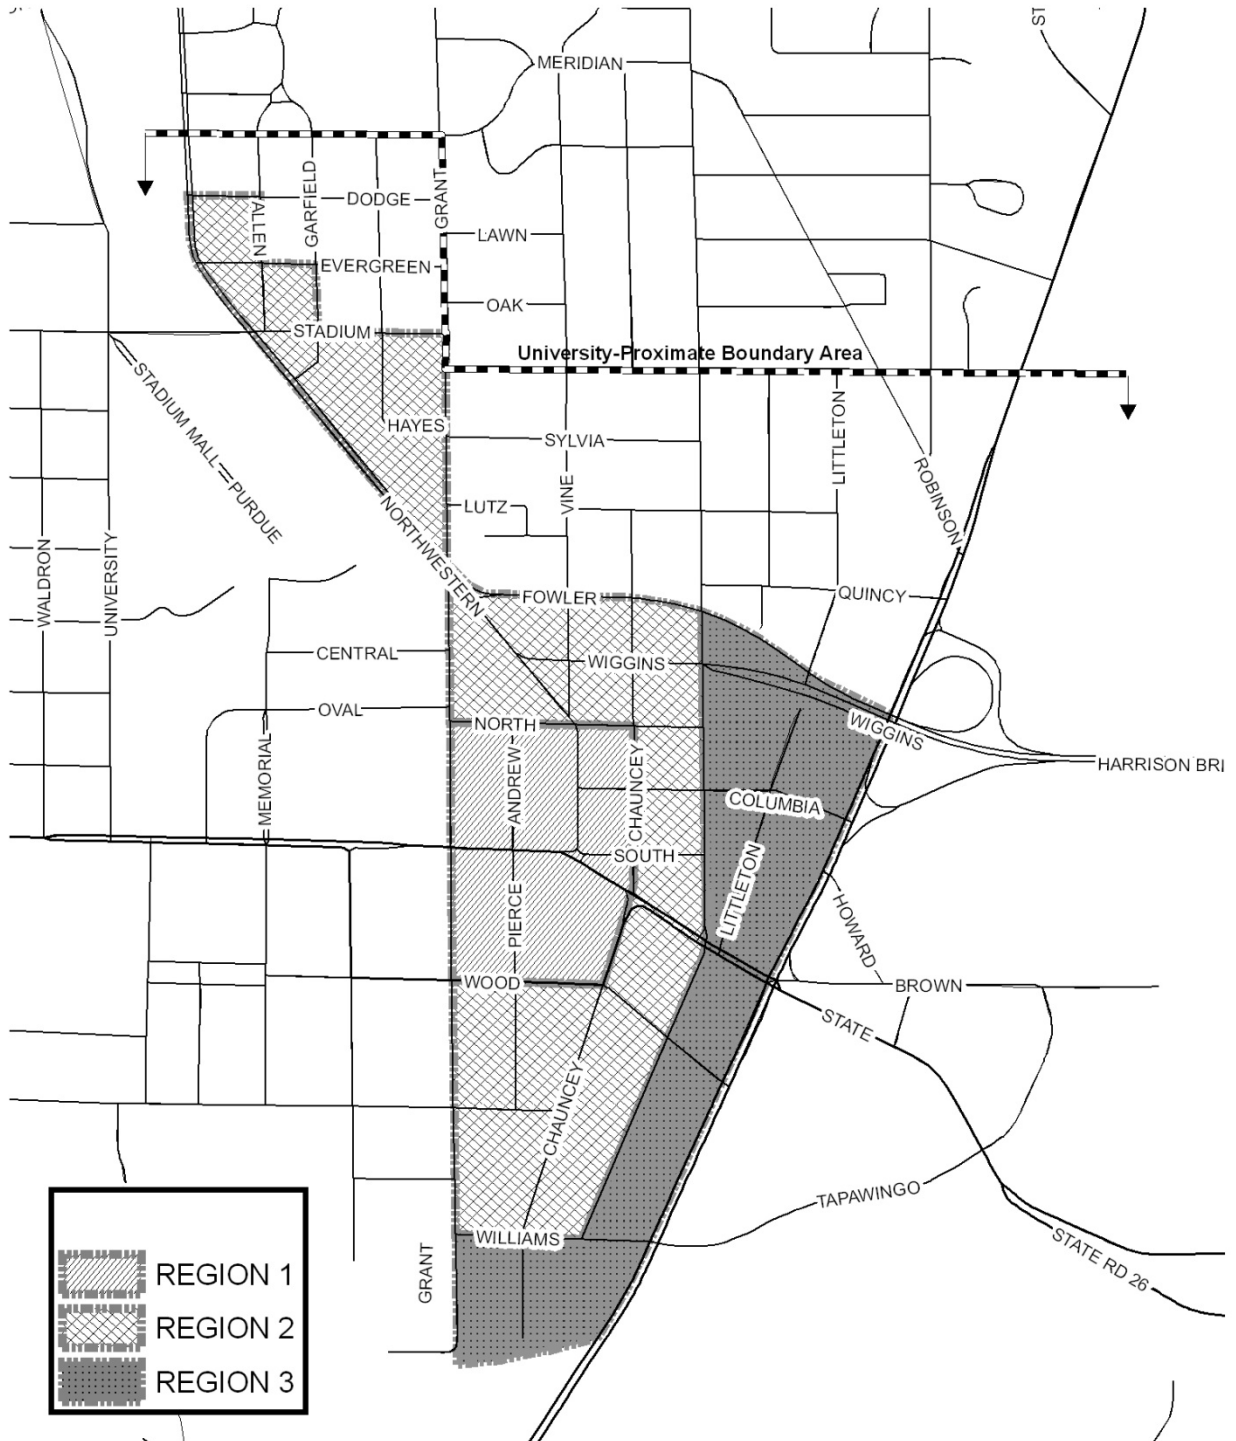 ST
MERIDIAN
DODGE
GARFIELD
GRANT
ALLEN
LAWN
EVERGREEN
OAK
STADIUM
University-Proximate Boundary Area
STADIUM MALL
PURDUE
HAYES
SYLVIA
LITTLETON
VINE
ROBINSON
LUTZ
NORTHWESTERN
WALDRON
UNIVERSITY
FOWLER
QUINCY
CENTRAL
WIGGINS
OVAL
NORTH
WIGGINS
HARRISON BRI
MEMORIAL
ANDREW
CHAUNCEY
COLUMBIA
SOUTH
LITTLETON
PIERCE
HOWARD
WOOD
BROWN
STATE
CHAUNCEY
TAPAWINGO
WILLIAMS
GRANT
STATE RD 26
REGION 1
REGION 2
REGION 3